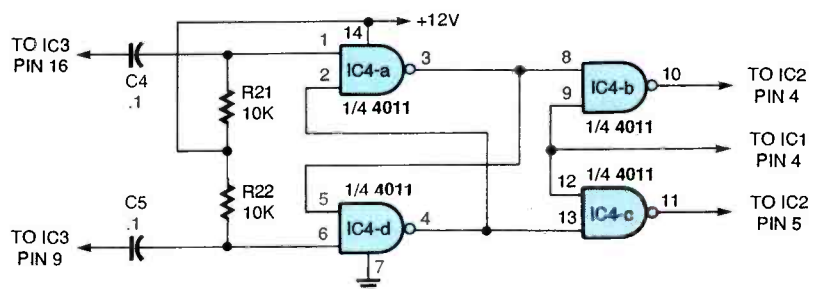 +12V
TO IC3
PIN 16
C4
.1
R21
10K
1
2
14
IC4-a
3
1/4 4011
8
9
IC4-b
10
1/4 4011
TO IC2
PIN 4
TO IC1
PIN 4
R22
10K
C5
.1
TO IC3
PIN 9
1/4 4011
5
6
IC4-d
4
7
12
13
IC4-c
11
1/4 4011
TO IC2
PIN 5